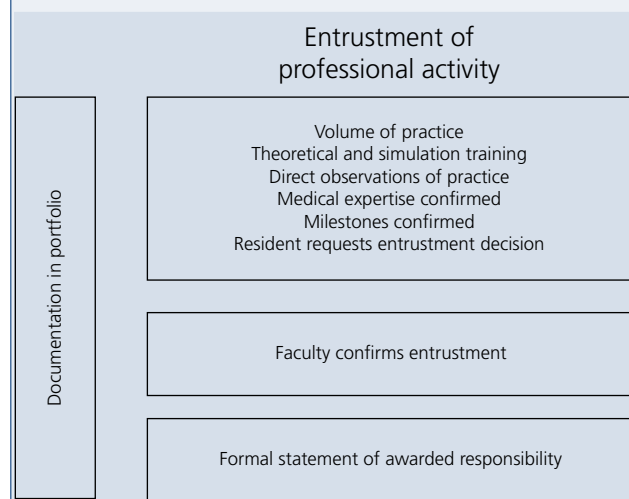 Entrustment of
professional activity
Documentation in portfolio
Volume of practice
Theoretical and simulation training
Direct observations of practice
Medical expertise confirmed
Milestones confirmed
Resident requests entrustment decision
Faculty confirms entrustment
Formal statement of awarded responsibility